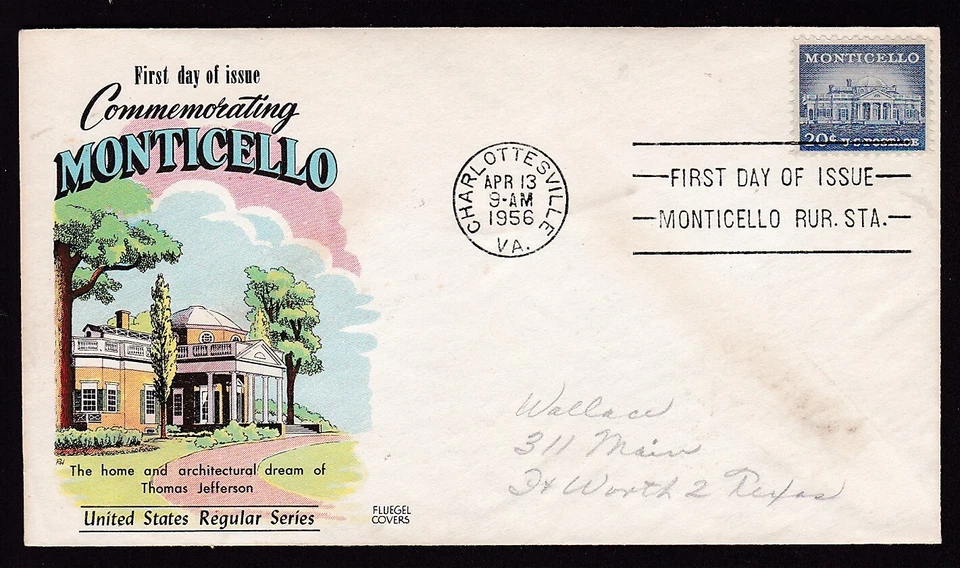 First day of issue
Commemorating
MONTICELLO
The home and architectural dream of
Thomas Jefferson
United States Regular Series
FLUEGEL
COVERS
CHARLOTTESVILLE
APR 13
9-AM
1956
VA.
MONTICELLO
20¢ U.S. POSTAGE
FIRST DAY OF ISSUE
MONTICELLO RUR. STA.
Wallace
311 Main
Ft Worth 2 Texas